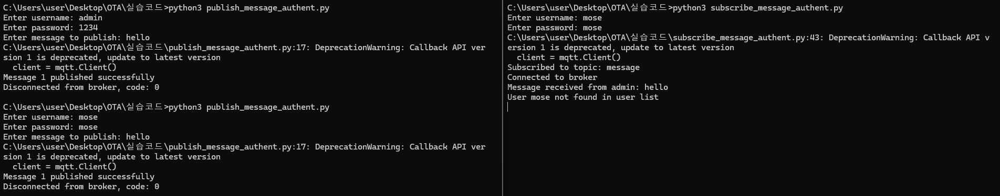 C:\Users\user\Desktop\OTA\실습코드>python3 publish_message_authent.py
Enter username: admin
Enter password: 1234
Enter message to publish: hello
C:\Users\user\Desktop\OTA\실습코드\publish_message_authent.py:17: DeprecationWarning: Callback API ver
sion 1 is deprecated, update to latest version
  client = mqtt.Client()
Message 1 published successfully
Disconnected from broker, code: 0

C:\Users\user\Desktop\OTA\실습코드>python3 publish_message_authent.py
Enter username: mose
Enter password: mose
Enter message to publish: hello
C:\Users\user\Desktop\OTA\실습코드\publish_message_authent.py:17: DeprecationWarning: Callback API ver
sion 1 is deprecated, update to latest version
  client = mqtt.Client()
Message 1 published successfully
Disconnected from broker, code: 0

C:\Users\user\Desktop\OTA\실습코드>python3 subscribe_message_authent.py
Enter username: mose
Enter password: mose
C:\Users\user\Desktop\OTA\실습코드\subscribe_message_authent.py:43: DeprecationWarning: Callback API v
ersion 1 is deprecated, update to latest version
  client = mqtt.Client()
Subscribed to topic: message
Connected to broker
Message received from admin: hello
User mose not found in user list